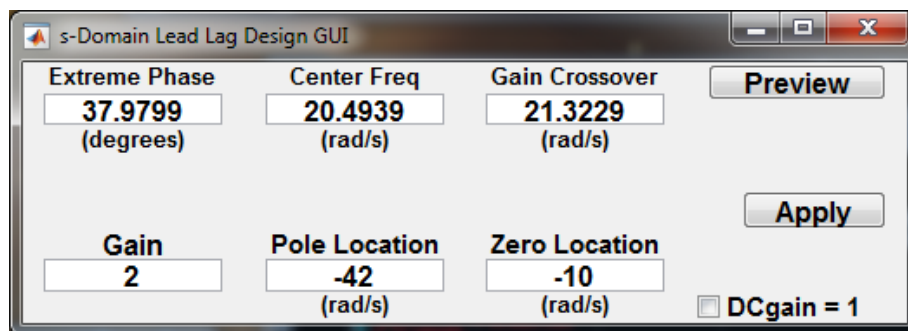 s-Domain Lead Lag Design GUI
Extreme Phase Center Freq Gain Crossover Preview
37.9799 20.4939 21.3229
(degrees) (rad/s) (rad/s)
Apply
Gain Pole Location Zero Location
2 -42 -10
(rad/s) (rad/s) DCgain = 1